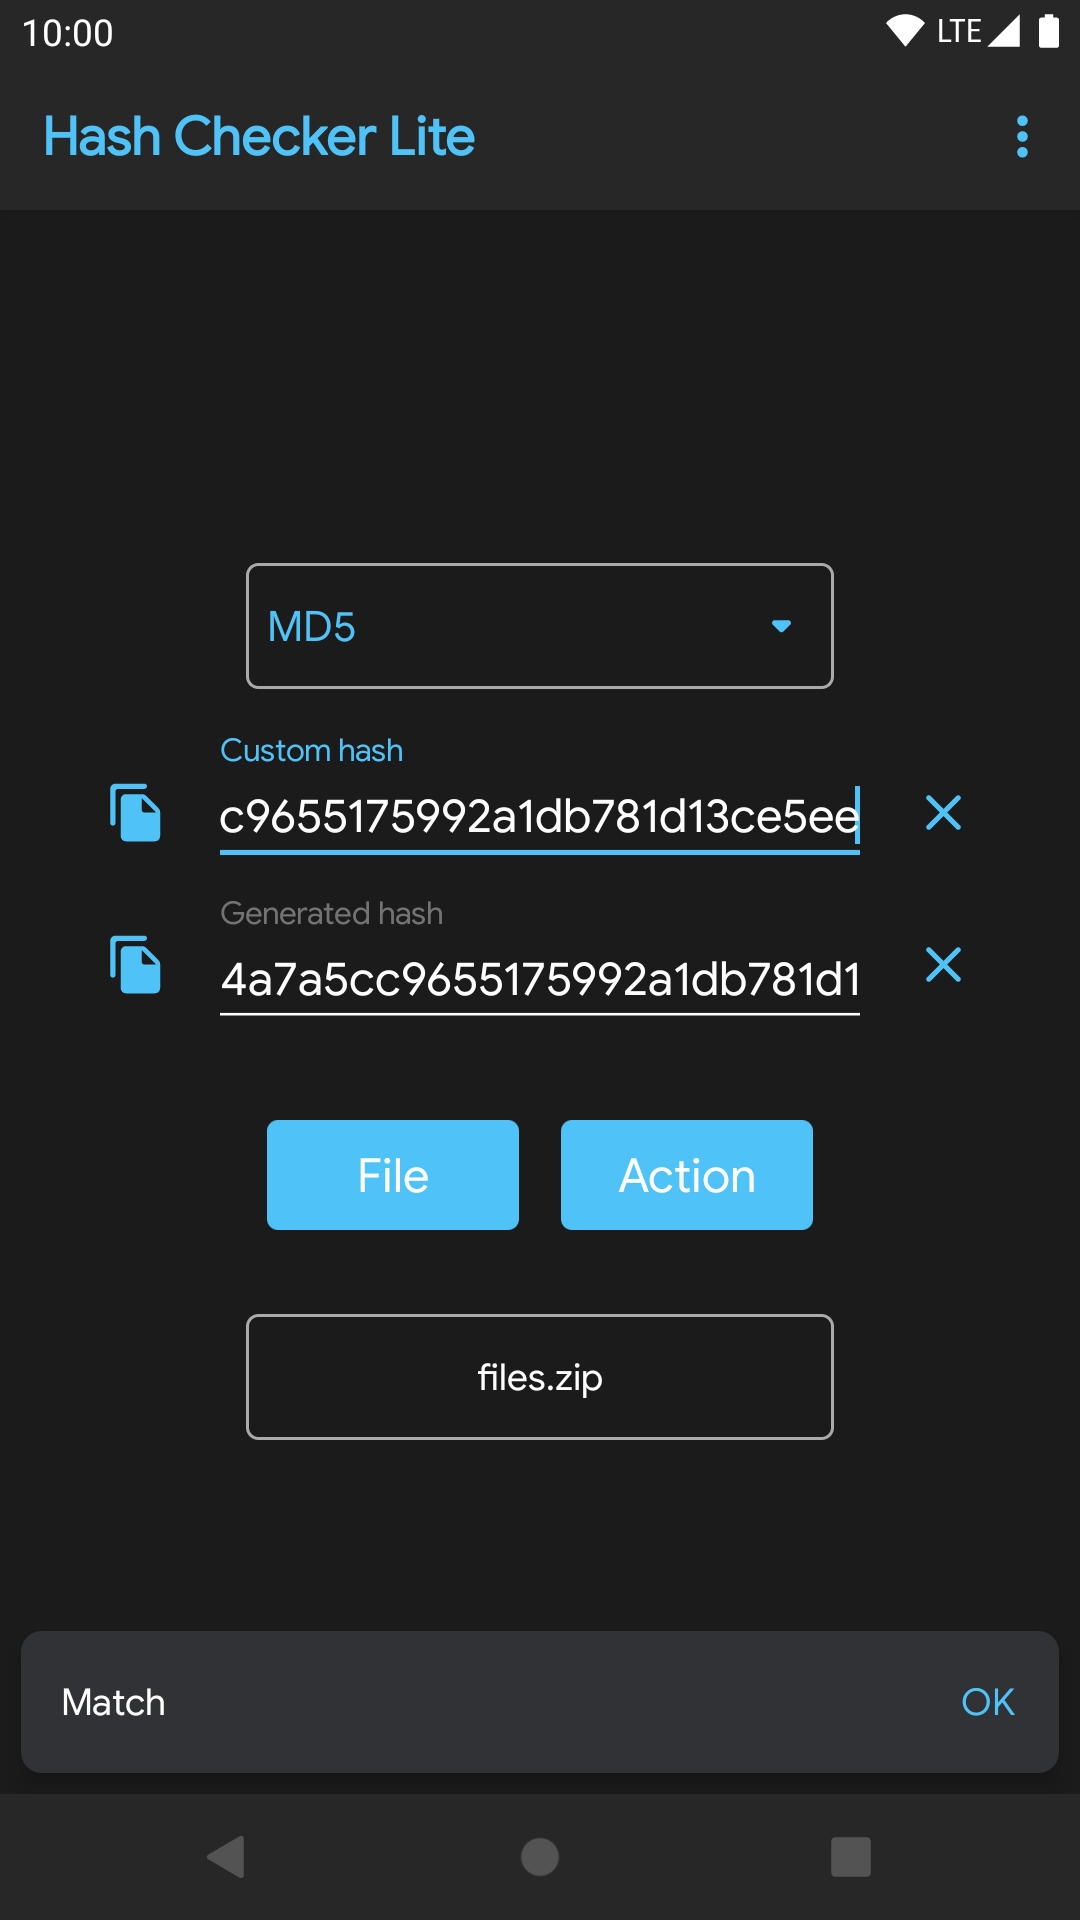 10:00 LTE
Hash Checker Lite
MD5
Custom hash
c9655175992a1db781d13ce5ee
Generated hash
4a7a5cc9655175992a1db781d1
File Action
files.zip
Match OK